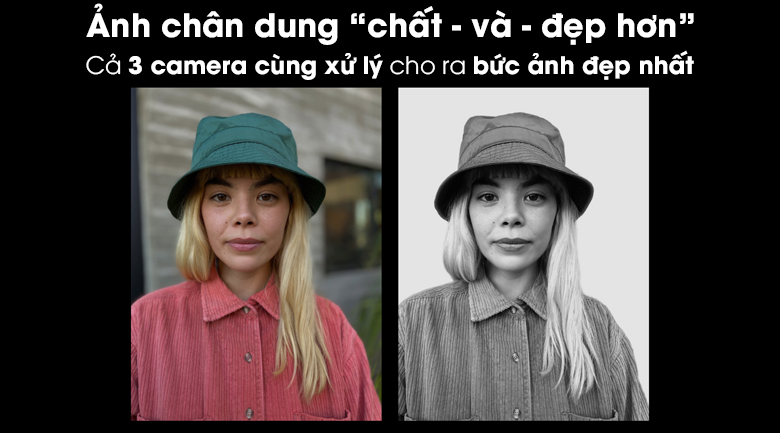 Ảnh chân dung “chất - và - đẹp hơn”
Cả 3 camera cùng xử lý cho ra bức ảnh đẹp nhất